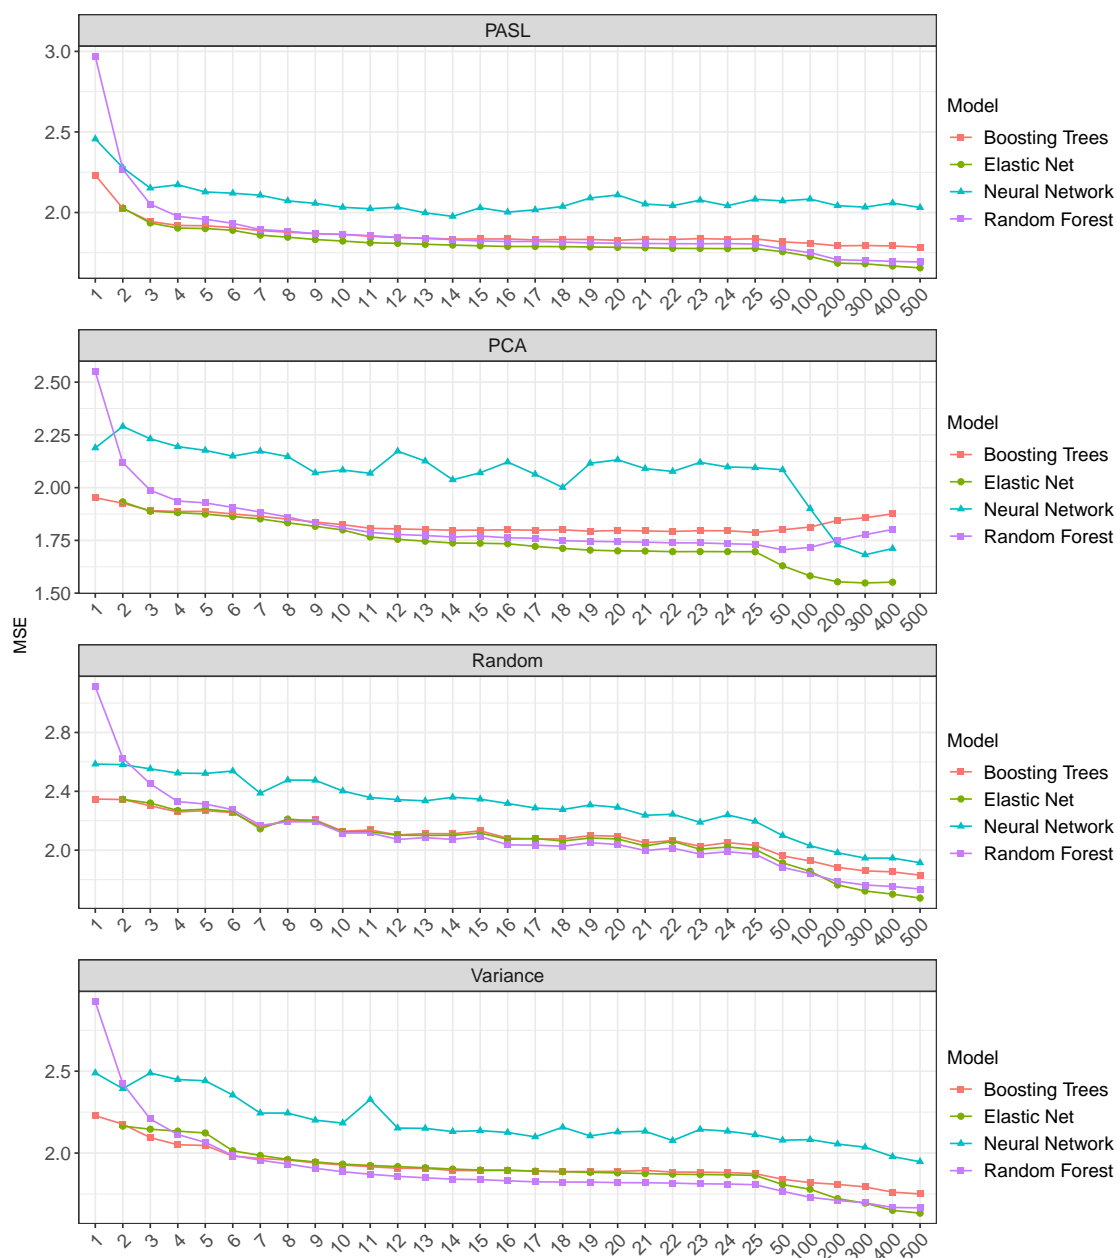 PASL
3.0
2.5
2.0
1 2 3 4 5 6 7 8 9 10 11 12 13 14 15 16 17 18 19 20 21 22 23 24 25 50 100 200 300 400 500
Model
Boosting Trees
Elastic Net
Neural Network
Random Forest
PCA
2.50
2.25
2.00
1.75
1.50
1 2 3 4 5 6 7 8 9 10 11 12 13 14 15 16 17 18 19 20 21 22 23 24 25 50 100 200 300 400 500
Model
Boosting Trees
Elastic Net
Neural Network
Random Forest
MSE
Random
2.8
2.4
2.0
1 2 3 4 5 6 7 8 9 10 11 12 13 14 15 16 17 18 19 20 21 22 23 24 25 50 100 200 300 400 500
Model
Boosting Trees
Elastic Net
Neural Network
Random Forest
Variance
2.5
2.0
1 2 3 4 5 6 7 8 9 10 11 12 13 14 15 16 17 18 19 20 21 22 23 24 25 50 100 200 300 400 500
Model
Boosting Trees
Elastic Net
Neural Network
Random Forest